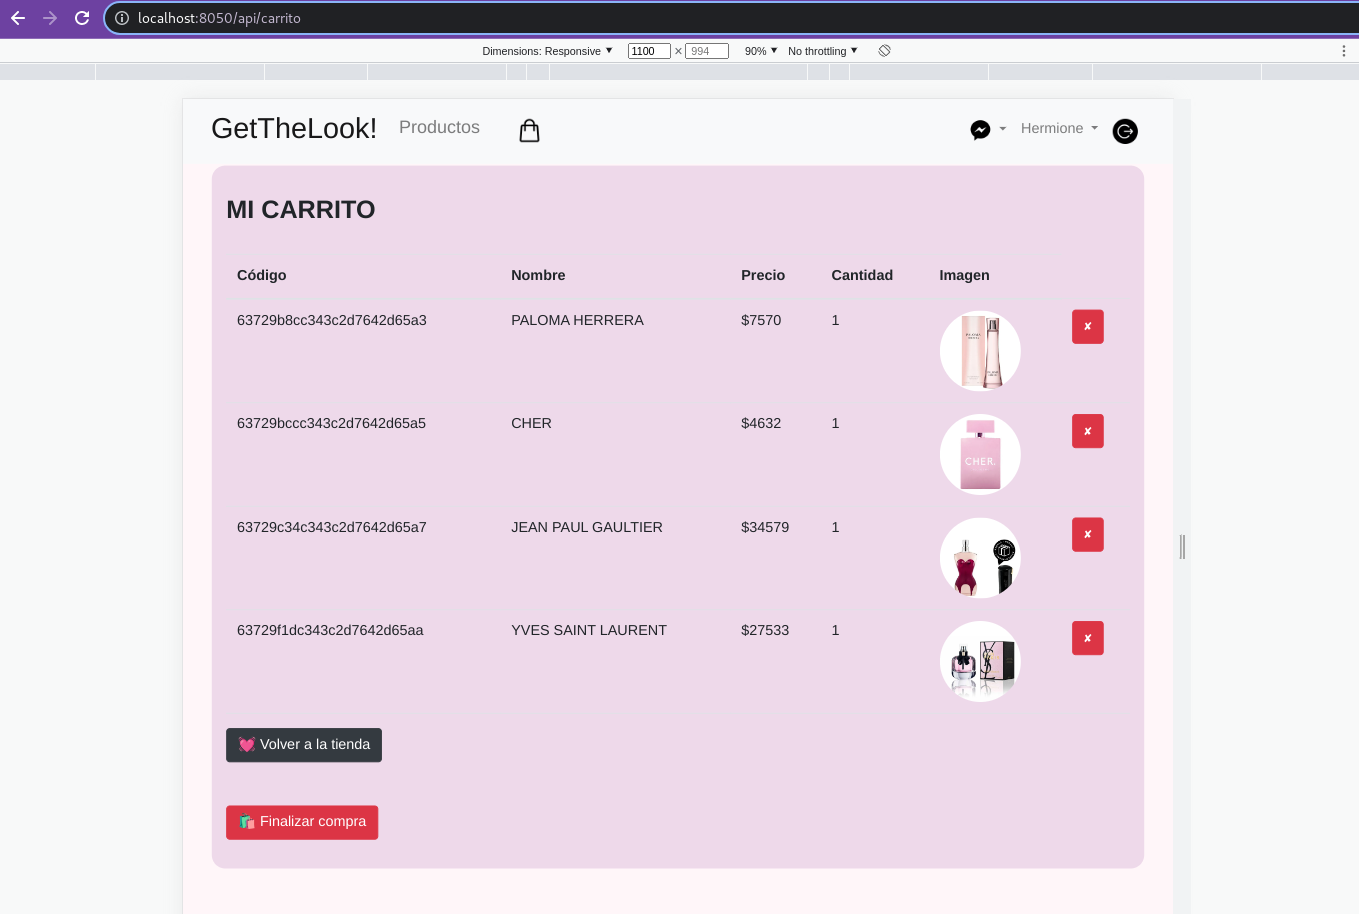 localhost:8050/api/carrito
Dimensions: Responsive ▼ 1100 × 994 90% ▼ No throttling ▼
GetTheLook! Productos Hermione
MI CARRITO
Código Nombre Precio Cantidad Imagen
63729b8cc343c2d7642d65a3 PALOMA HERRERA $7570 1 ✘
63729bccc343c2d7642d65a5 CHER $4632 1 ✘
CHER.
63729c34c343c2d7642d65a7 JEAN PAUL GAULTIER $34579 1 ✘
63729f1dc343c2d7642d65aa YVES SAINT LAURENT $27533 1 ✘
💓 Volver a la tienda
🛍️ Finalizar compra